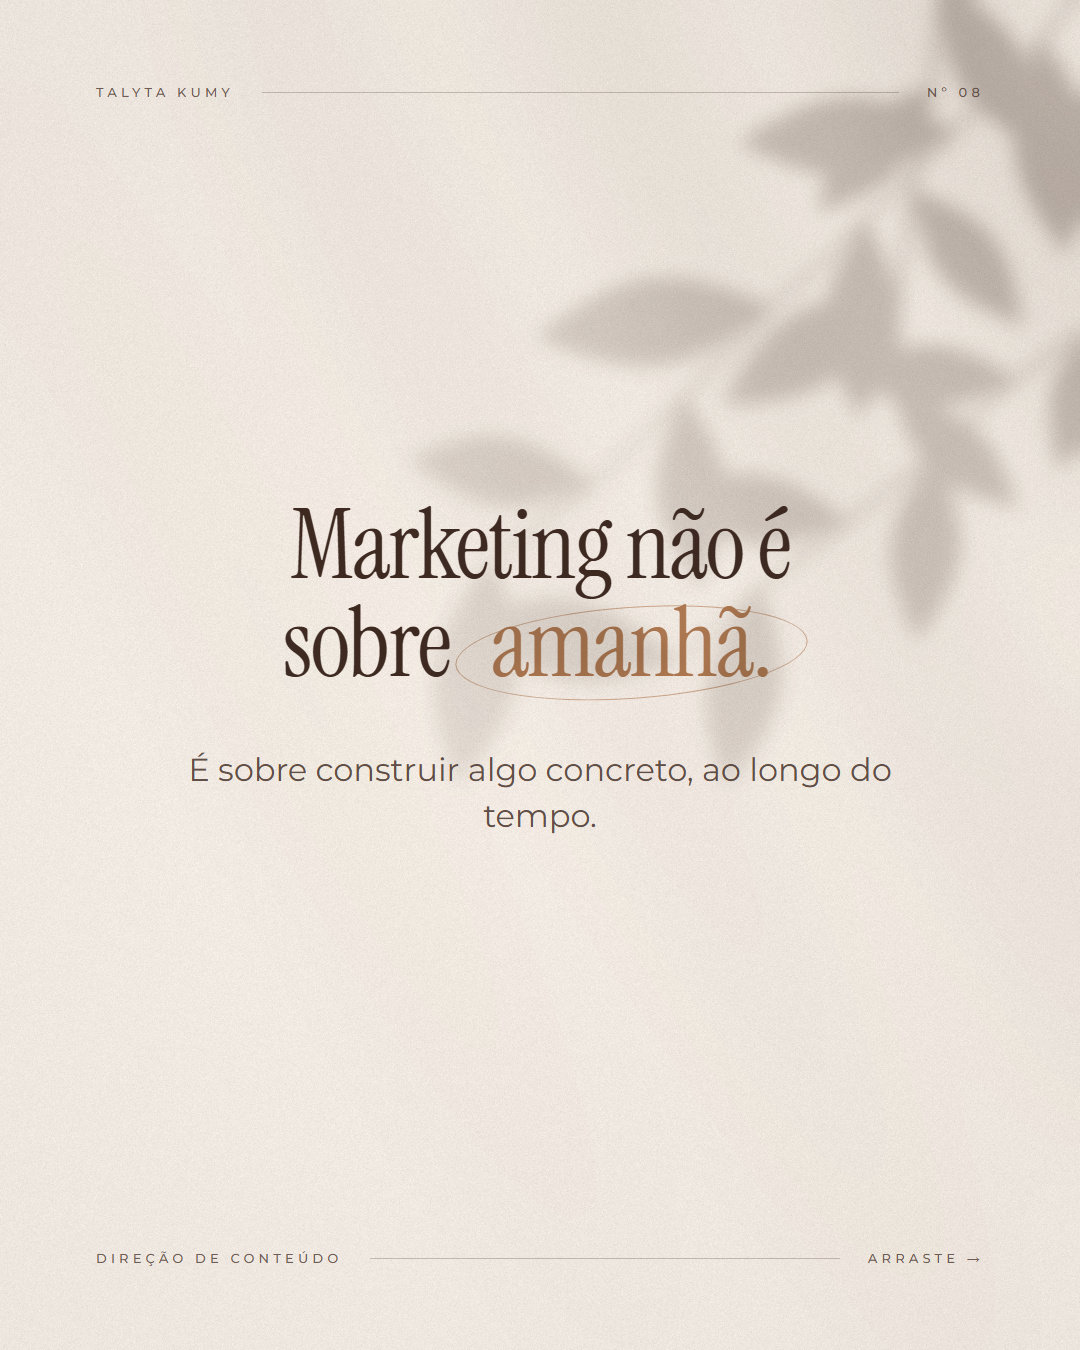 TALYTA KUMY
N° 08
Marketing não é
sobre amanhã.
É sobre construir algo concreto, ao longo do
tempo.
DIREÇÃO DE CONTEÚDO
ARRASTE →